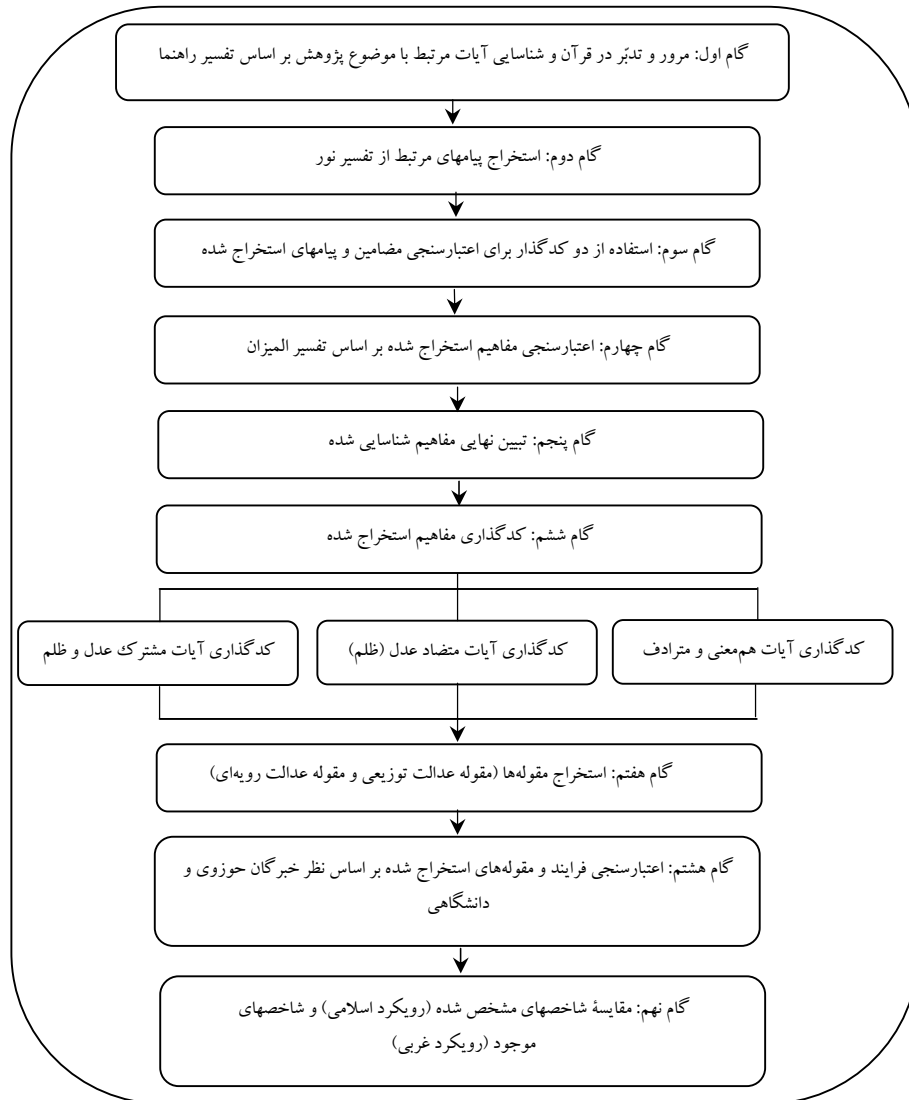 گام اول: مرور و تدبّر در قرآن و شناسایی آیات مرتبط با موضوع پژوهش بر اساس تفسیر راهنما
گام دوم: استخراج پیامهای مرتبط از تفسیر نور
گام سوم: استفاده از دو کدگذار برای اعتبارسنجی مضامین و پیامهای استخراج شده
گام چهارم: اعتبارسنجی مفاهیم استخراج شده بر اساس تفسیر المیزان
گام پنجم: تبیین نهایی مفاهیم شناسایی شده
گام ششم: کدگذاری مفاهیم استخراج شده
کدگذاری آیات هم‌معنی و مترادف
کدگذاری آیات متضاد عدل (ظلم)
کدگذاری آیات مشترک عدل و ظلم
گام هفتم: استخراج مقوله‌ها (مقوله عدالت توزیعی و مقوله عدالت رویه‌ای)
گام هشتم: اعتبارسنجی فرایند و مقوله‌های استخراج شده بر اساس نظر خبرگان حوزوی و
دانشگاهی
گام نهم: مقایسۀ شاخصهای مشخص شده (رویکرد اسلامی) و شاخصهای
موجود (رویکرد غربی)